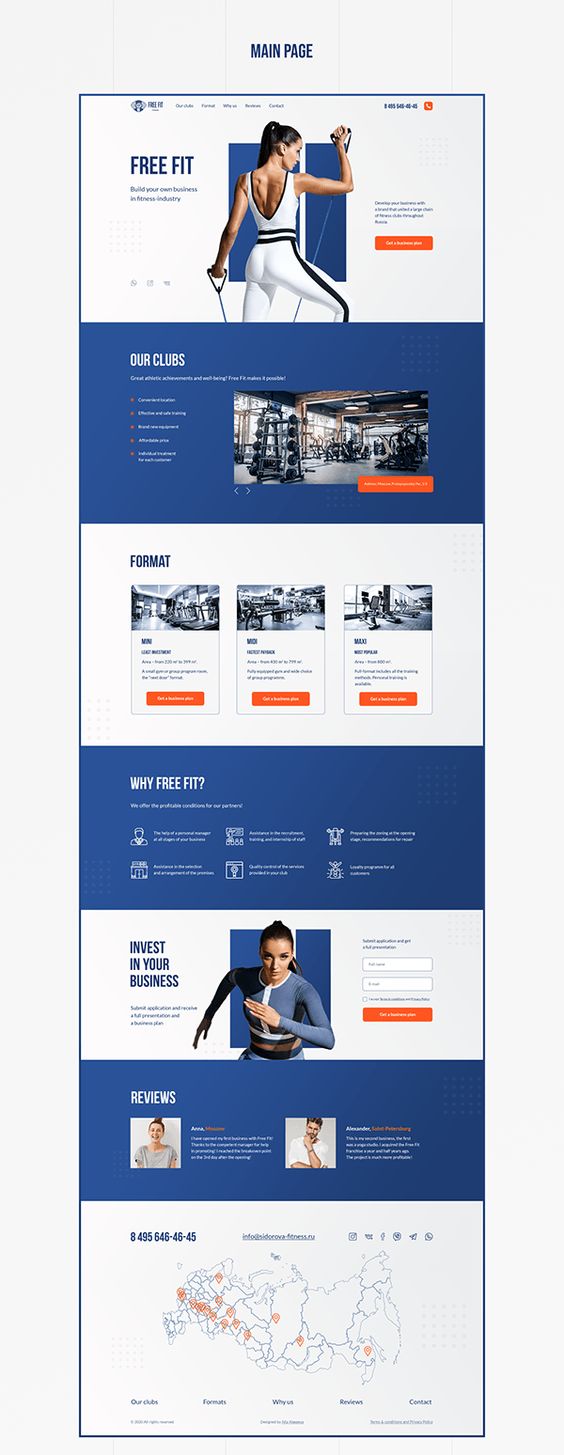 MAIN PAGE
FREE FIT
Our clubs
Format
Why us
Reviews
Contact
8 495 646-46-45
FREE FIT
Build your own business
in fitness-industry
Develop your business with
a brand that united a large chain
of fitness clubs throughout
Russia.
Get a business plan
OUR CLUBS
Great athletic achievements and well-being! Free Fit makes it possible!
Convenient location
Effective and safe training
Brand new equipment
Affordable price
Individual treatment
for each customer
FORMAT
MINI
LEAST INVESTMENT
Area - from 220 m² to 399 m².
A small gym or group program room,
the "next door" format.
Get a business plan
MIDI
FASTEST PAYBACK
Area - from 400 m² to 799 m².
Fully equipped gym and wide choice
of group programme.
Get a business plan
MAXI
MOST POPULAR
Area - from 800 m².
Full-format includes all the training
methods. Personal training is
available.
Get a business plan
WHY FREE FIT?
We offer the profitable conditions for our partners!
The help of a personal manager
at all stages of your business
Assistance in the recruitment,
training, and internship of staff
Preparing the zoning at the opening
stage, recommendations for repair
Assistance in the selection
and arrangement of the premises
Quality control of the services
provided in your club
Loyalty programm for all
customers
INVEST
IN YOUR
BUSINESS
Submit application and receive
a full presentation and
a business plan
Submit application and get
a full presentation
Full name
E-mail
Terms & conditions and Privacy Policy
Get a business plan
REVIEWS
Anna, Moscow
I have opened my first business with Free Fit!
Thanks to the competent manager for help
in promoting! I reached the breakeven point
on the 3rd day after the opening!
Alexander, Saint-Petersburg
This is my second business, the first
was a yoga studio. I acquired the Free Fit
franchise a year and half years ago.
The project is much more profitable!
8 495 646-46-45
info@sidorova-fitness.ru
Our clubs
Formats
Why us
Reviews
Contact
© 2020 All rights reserved.
Designed by
Terms & conditions and Privacy Policy